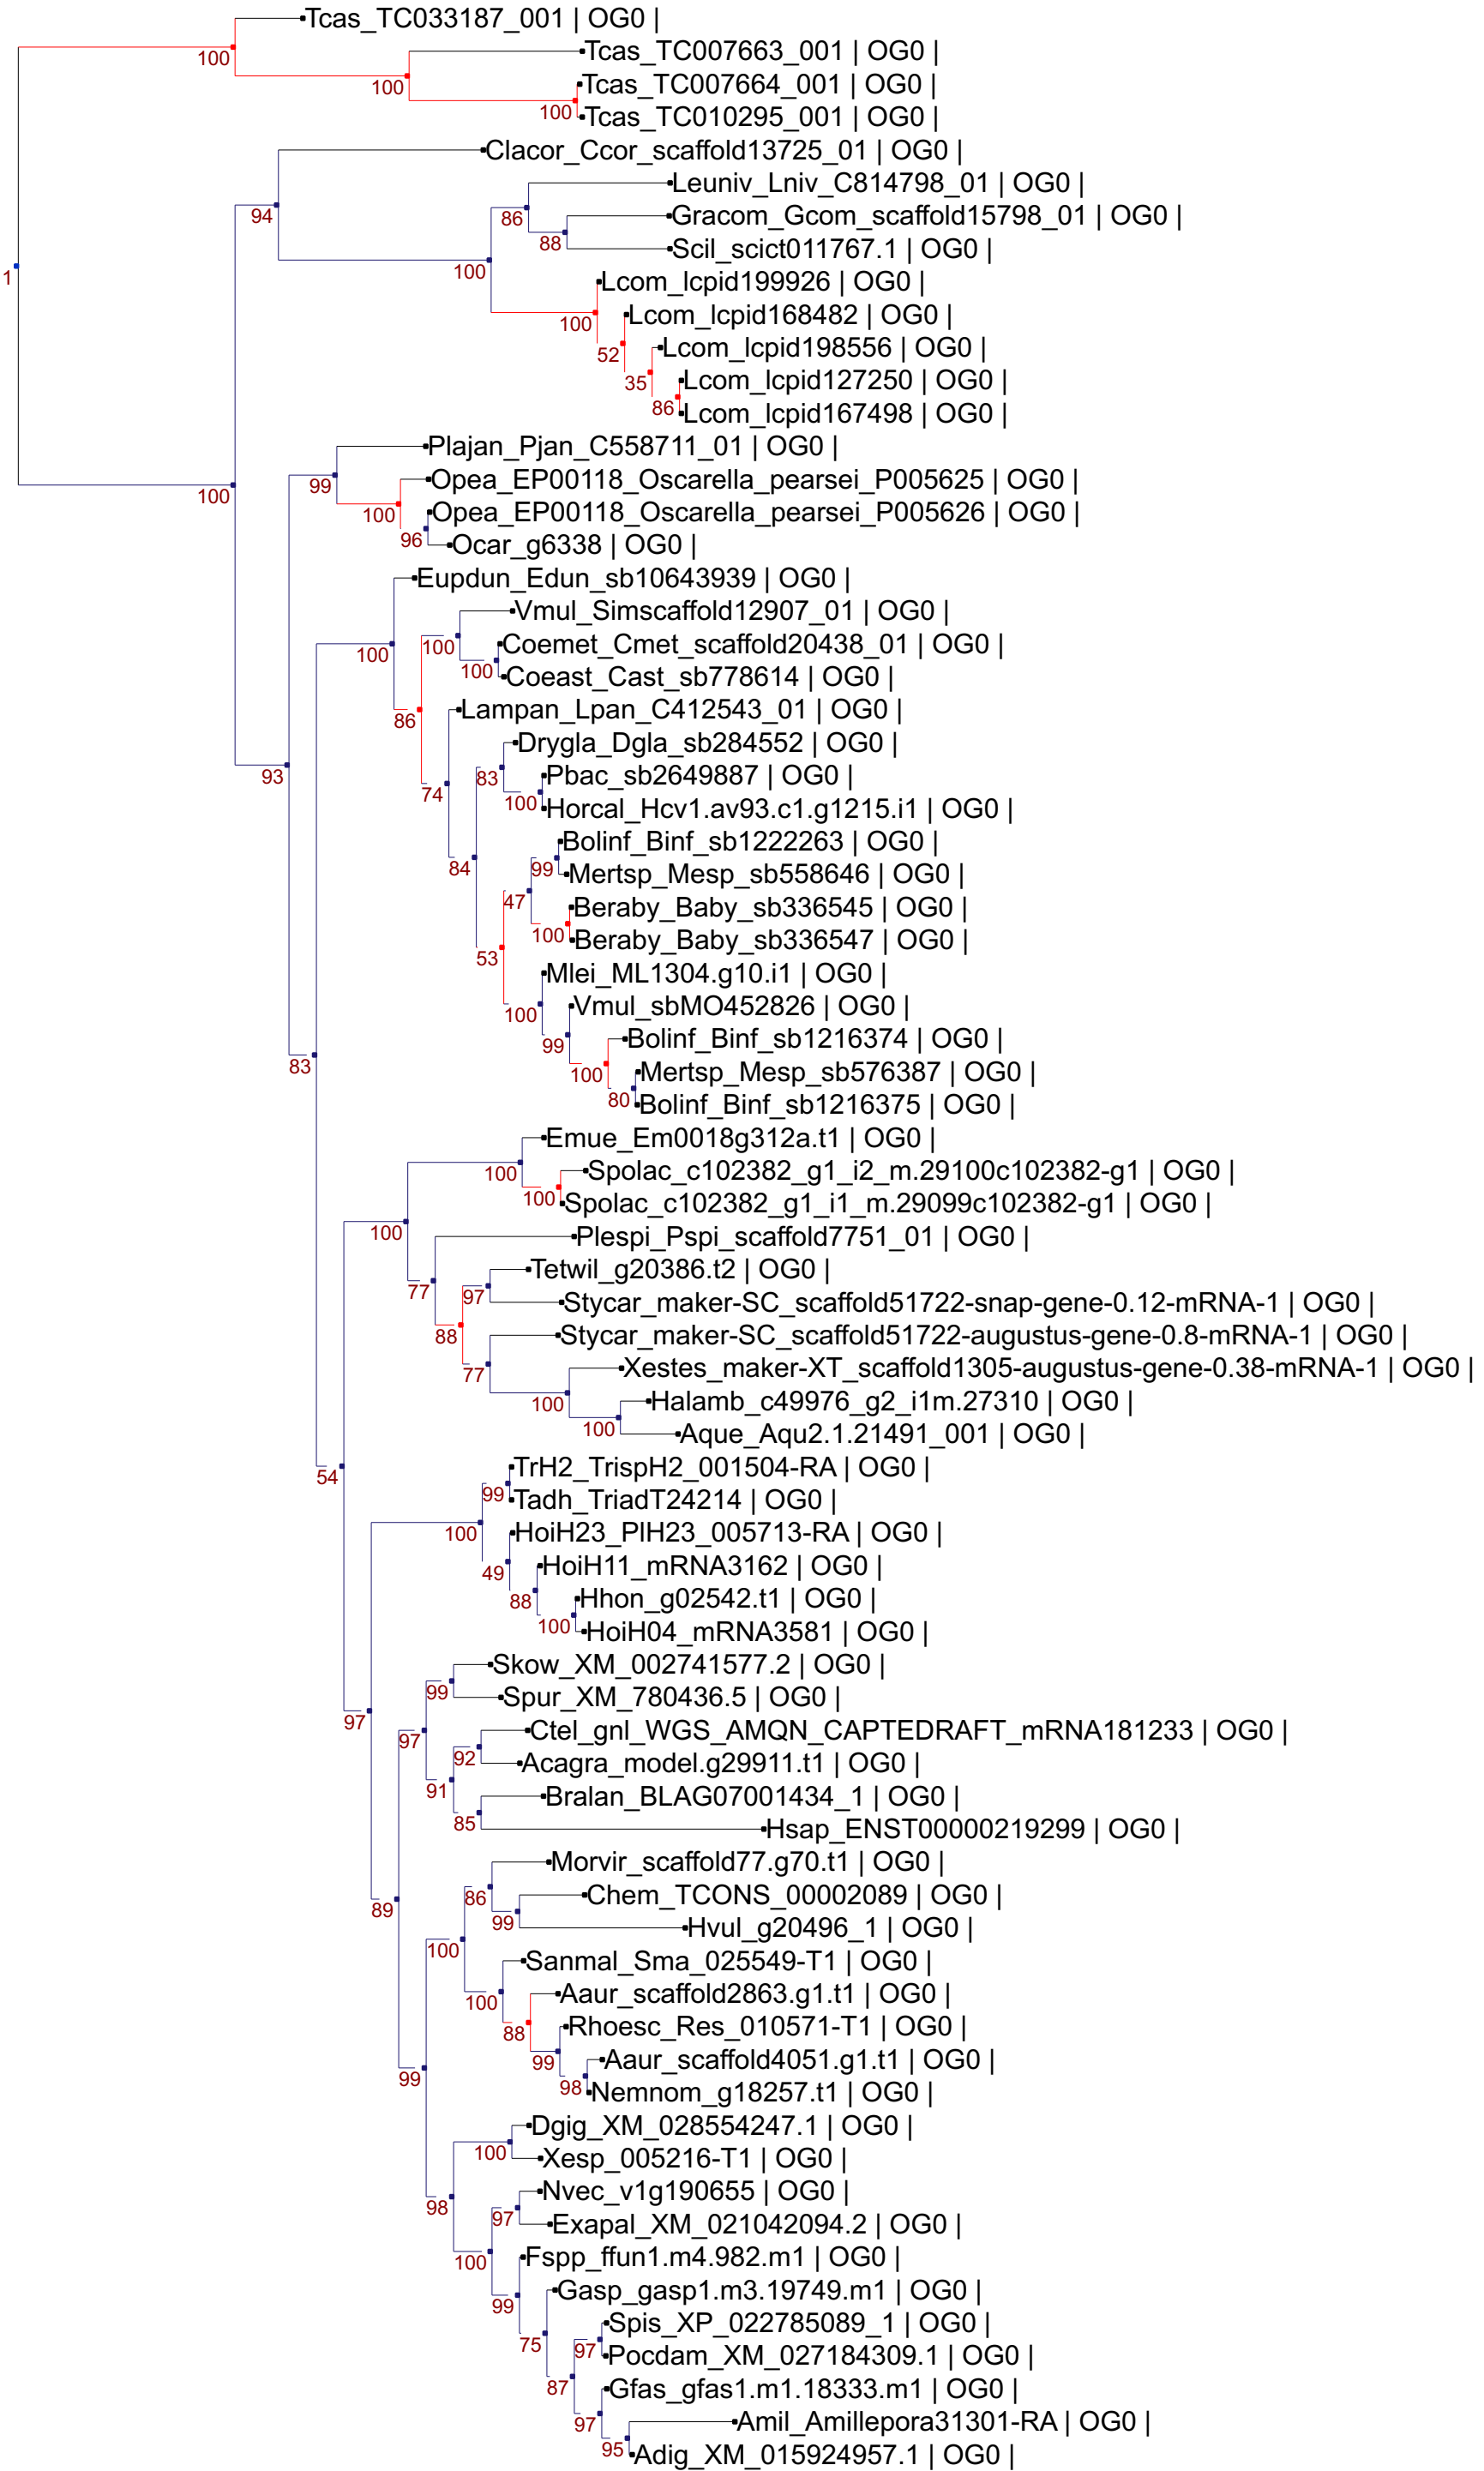 Tcas_TC033187_001 | OG0 |
100
Tcas_TC007663_001 | OG0 |
100
Tcas_TC007664_001 | OG0 |
100
Tcas_TC010295_001 | OG0 |
Clacor_Ccor_scaffold13725_01 | OG0 |
Leuniv_Lniv_C814798_01 | OG0 |
94
86
Gracom_Gcom_scaffold15798_01 | OG0 |
88
Scil_scict011767.1 | OG0 |
100
1
Lcom_lcpid199926 | OG0 |
100
Lcom_lcpid168482 | OG0 |
52
Lcom_lcpid198556 | OG0 |
35
Lcom_lcpid127250 | OG0 |
86
Lcom_lcpid167498 | OG0 |
Plajan_Pjan_C558711_01 | OG0 |
99
100
Opea_EP00118_Oscarella_pearsei_P005625 | OG0 |
100
Opea_EP00118_Oscarella_pearsei_P005626 | OG0 |
96
Ocar_g6338 | OG0 |
Eupdun_Edun_sb10643939 | OG0 |
Vmul_Simscaffold12907_01 | OG0 |
100
100
Coemet_Cmet_scaffold20438_01 | OG0 |
100
Coeast_Cast_sb778614 | OG0 |
86
Lampan_Lpan_C412543_01 | OG0 |
Drygla_Dgla_sb284552 | OG0 |
93
83
Pbac_sb2649887 | OG0 |
74
100
Horcal_Hcv1.av93.c1.g1215.i1 | OG0 |
Bolinf_Binf_sb1222263 | OG0 |
84
99
Mertsp_Mesp_sb558646 | OG0 |
47
Beraby_Baby_sb336545 | OG0 |
100
Beraby_Baby_sb336547 | OG0 |
53
Mlei_ML1304.g10.i1 | OG0 |
100
Vmul_sbMO452826 | OG0 |
99
Bolinf_Binf_sb1216374 | OG0 |
83
100
Mertsp_Mesp_sb576387 | OG0 |
80
Bolinf_Binf_sb1216375 | OG0 |
Emue_Em0018g312a.t1 | OG0 |
100
Spolac_c102382_g1_i2_m.29100c102382-g1 | OG0 |
100
Spolac_c102382_g1_i1_m.29099c102382-g1 | OG0 |
100
Plespi_Pspi_scaffold7751_01 | OG0 |
Tetwil_g20386.t2 | OG0 |
77
97
Stycar_maker-SC_scaffold51722-snap-gene-0.12-mRNA-1 | OG0 |
88
Stycar_maker-SC_scaffold51722-augustus-gene-0.8-mRNA-1 | OG0 |
77
Xestes_maker-XT_scaffold1305-augustus-gene-0.38-mRNA-1 | OG0 |
100
Halamb_c49976_g2_i1m.27310 | OG0 |
100
Aque_Aqu2.1.21491_001 | OG0 |
54
TrH2_TrispH2_001504-RA | OG0 |
99
Tadh_TriadT24214 | OG0 |
100
HoiH23_PlH23_005713-RA | OG0 |
49
HoiH11_mRNA3162 | OG0 |
88
Hhon_g02542.t1 | OG0 |
100
HoiH04_mRNA3581 | OG0 |
Skow_XM_002741577.2 | OG0 |
99
Spur_XM_780436.5 | OG0 |
97
97
Ctel_gnl_WGS_AMQN_CAPTEDRAFT_mRNA181233 | OG0 |
92
Acagra_model.g29911.t1 | OG0 |
91
Bralan_BLAG07001434_1 | OG0 |
85
Hsap_ENST00000219299 | OG0 |
Morvir_scaffold77.g70.t1 | OG0 |
86
Chem_TCONS_00002089 | OG0 |
89
99
Hvul_g20496_1 | OG0 |
100
Sanmal_Sma_025549-T1 | OG0 |
100
Aaur_scaffold2863.g1.t1 | OG0 |
88
Rhoesc_Res_010571-T1 | OG0 |
99
Aaur_scaffold4051.g1.t1 | OG0 |
99
98
Nemnom_g18257.t1 | OG0 |
Dgig_XM_028554247.1 | OG0 |
100
Xesp_005216-T1 | OG0 |
Nvec_v1g190655 | OG0 |
98
97
Exapal_XM_021042094.2 | OG0 |
100
Fspp_ffun1.m4.982.m1 | OG0 |
99
Gasp_gasp1.m3.19749.m1 | OG0 |
Spis_XP_022785089_1 | OG0 |
75
97
Pocdam_XM_027184309.1 | OG0 |
87
Gfas_gfas1.m1.18333.m1 | OG0 |
97
Amil_Amillepora31301-RA | OG0 |
95
Adig_XM_015924957.1 | OG0 |